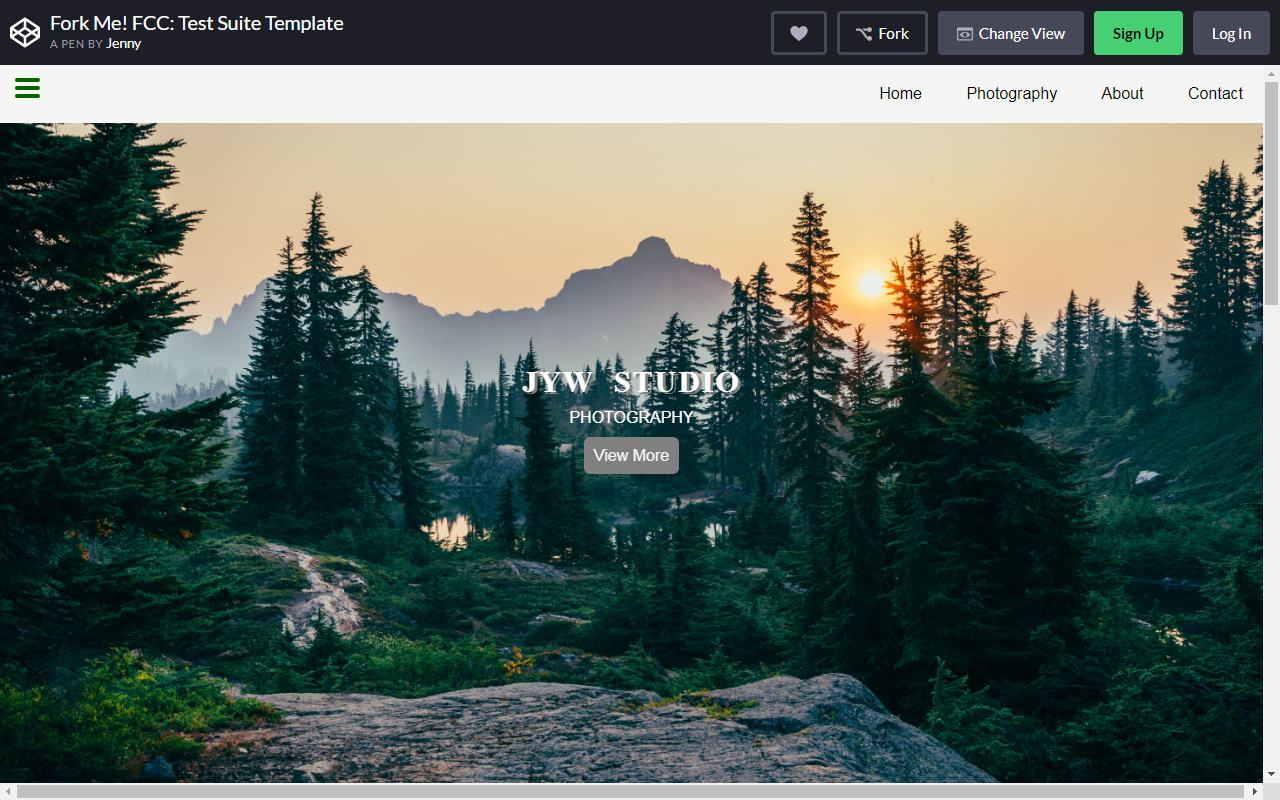 Fork Me! FCC: Test Suite Template
A PEN BY Jenny
Fork
Change View
Sign Up
Log In
Home
Photography
About
Contact
JYW STUDIO
PHOTOGRAPHY
View More